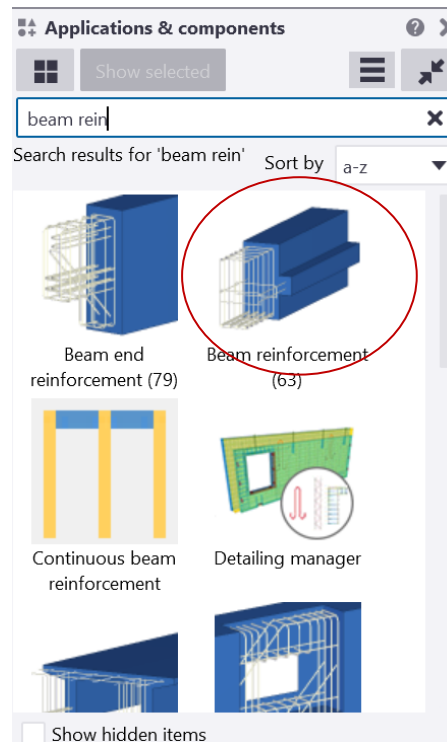 Applications & components
Show selected
beam rein
Search results for 'beam rein'
Sort by
a-z
Beam end
reinforcement (79)
Beam reinforcement
(63)
Continuous beam
reinforcement
Detailing manager
Show hidden items